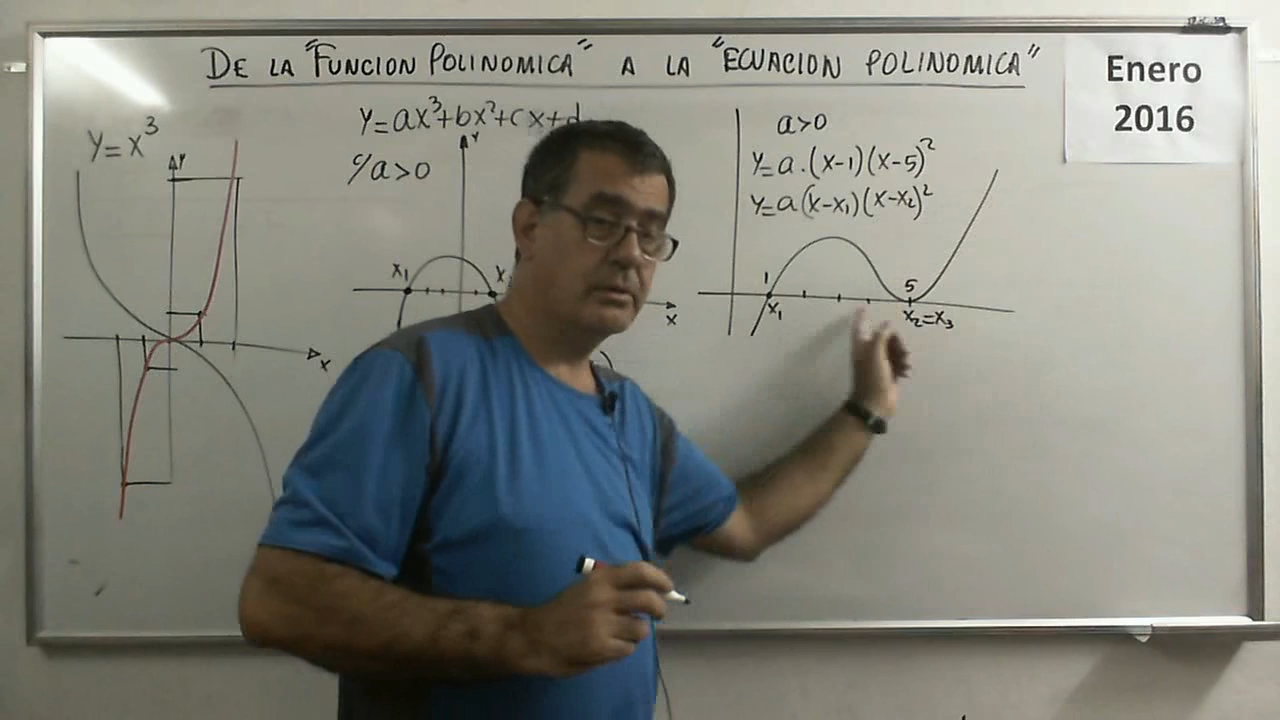 DE LA "FUNCION POLINOMICA" A LA "ECUACION POLINOMICA"
Enero
2016
Y=X³
Y
X
Y=aX³+bX²+CX+d
Y
%a>0
X₁
X
a>0
Y=a.(X-1)(X-5)²
Y=a(X-X₁)(X-X₂)²
1
5
X₁
X₂=X₃